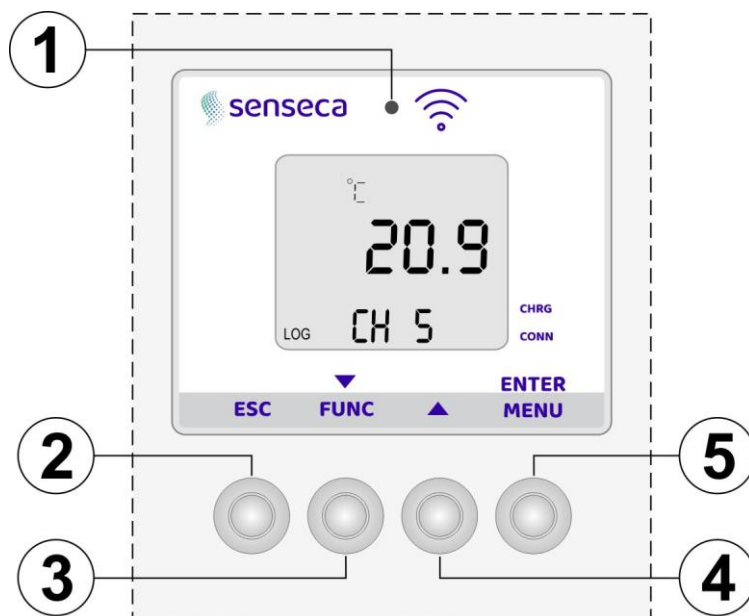 1
senseca
°C
20.9
LOG CH 5
CHRG
CONN
ESC ▼ FUNC ▲ ENTER MENU
2
5
3
4